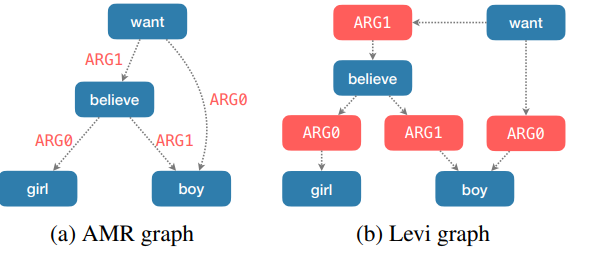 want
ARG1
believe
ARG0
ARG0
ARG1
girl
boy
(a) AMR graph
ARG1
want
believe
ARG0
ARG1
ARG0
girl
boy
(b) Levi graph